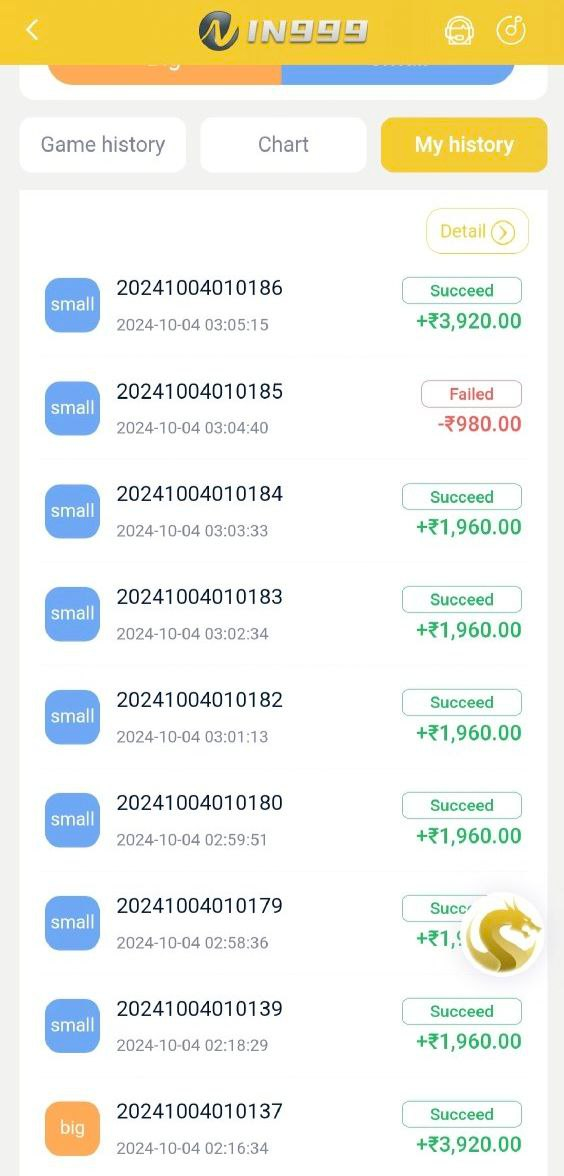 IN999
Game history
Chart
My history
Detail
small
20241004010186
2024-10-04 03:05:15
Succeed
+₹3,920.00
small
20241004010185
2024-10-04 03:04:40
Failed
-₹980.00
small
20241004010184
2024-10-04 03:03:33
Succeed
+₹1,960.00
small
20241004010183
2024-10-04 03:02:34
Succeed
+₹1,960.00
small
20241004010182
2024-10-04 03:01:13
Succeed
+₹1,960.00
small
20241004010180
2024-10-04 02:59:51
Succeed
+₹1,960.00
small
20241004010179
2024-10-04 02:58:36
small
20241004010139
2024-10-04 02:18:29
Succeed
+₹1,960.00
big
20241004010137
2024-10-04 02:16:34
Succeed
+₹3,920.00